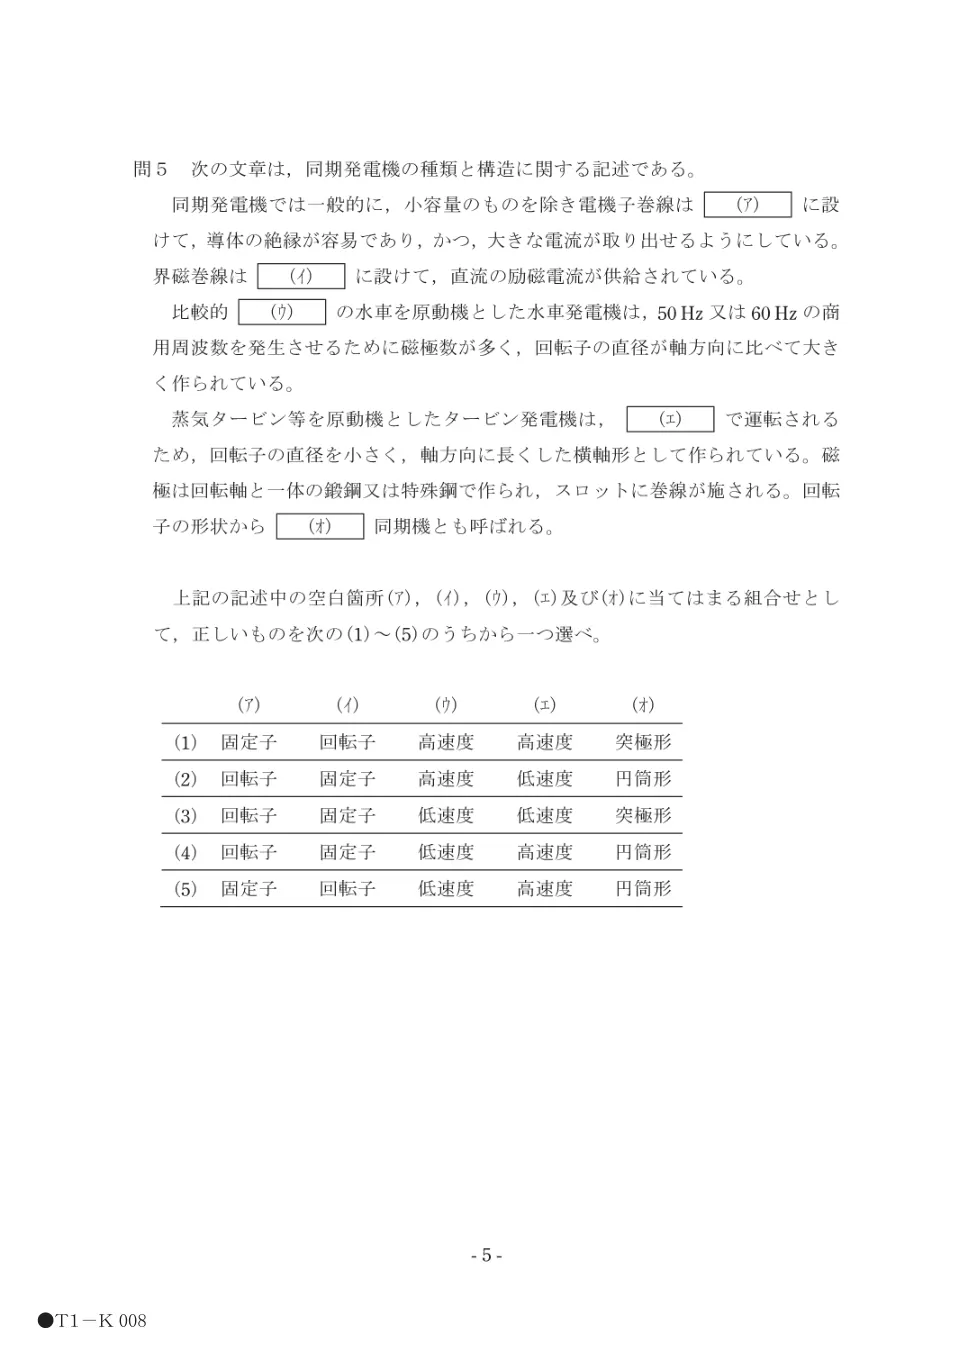 問５　次の文章は，同期発電機の種類と構造に関する記述である。
同期発電機では一般的に，小容量のものを除き電機子巻線は (ｱ) に設
けて，導体の絶縁が容易であり，かつ，大きな電流が取り出せるようにしている。
界磁巻線は (ｲ) に設けて，直流の励磁電流が供給されている。
比較的 (ｳ) の水車を原動機とした水車発電機は，50 Hz 又は 60 Hz の商
用周波数を発生させるために磁極数が多く，回転子の直径が軸方向に比べて大き
く作られている。
蒸気タービン等を原動機としたタービン発電機は， (ｴ) で運転される
ため，回転子の直径を小さく，軸方向に長くした横軸形として作られている。磁
極は回転軸と一体の鍛鋼又は特殊鋼で作られ，スロットに巻線が施される。回転
子の形状から (ｵ) 同期機とも呼ばれる。
上記の記述中の空白箇所(ｱ)，(ｲ)，(ｳ)，(ｴ)及び(ｵ)に当てはまる組合せとし
て，正しいものを次の(1)～(5)のうちから一つ選べ。
(ｱ) (ｲ) (ｳ) (ｴ) (ｵ)
(1) 固定子 回転子 高速度 高速度 突極形
(2) 回転子 固定子 高速度 低速度 円筒形
(3) 回転子 固定子 低速度 低速度 突極形
(4) 回転子 固定子 低速度 高速度 円筒形
(5) 固定子 回転子 低速度 高速度 円筒形
- 5 -
●T1－K 008